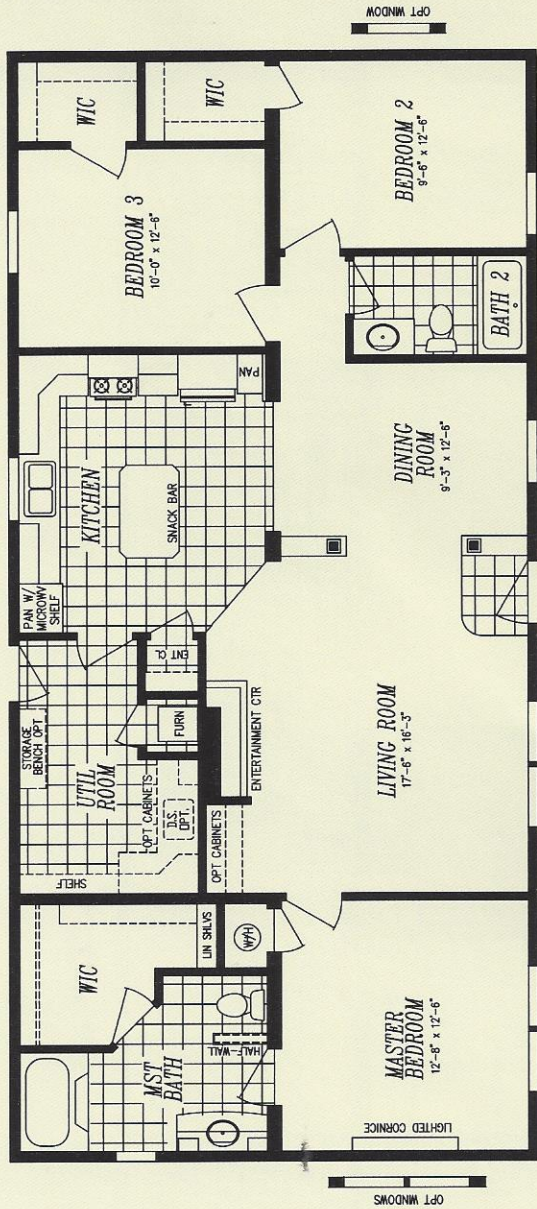 OPT WINDOW
WIC
WIC
BEDROOM 3
10'-0" x 12'-6"
BEDROOM 2
9'-6" x 12'-6"
BATH 2
PAN
KITCHEN
SNACK BAR
PAN W/
MICROWV
SHELF
DINING
ROOM
9'-3" x 12'-6"
ENT CL
STORAGE
BENCH OPT
UTIL
ROOM
FURN
OPT CABINETS
D.S.
OPT.
SHELF
ENTERTAINMENT CTR
OPT CABINETS
LIVING ROOM
17'-6" x 16'-3"
WIC
LIN SHLVS
W/H
MST
BATH
HALF-WALL
MASTER
BEDROOM
12'-8" x 12'-6"
LIGHTED CORNICE
OPT WINDOWS